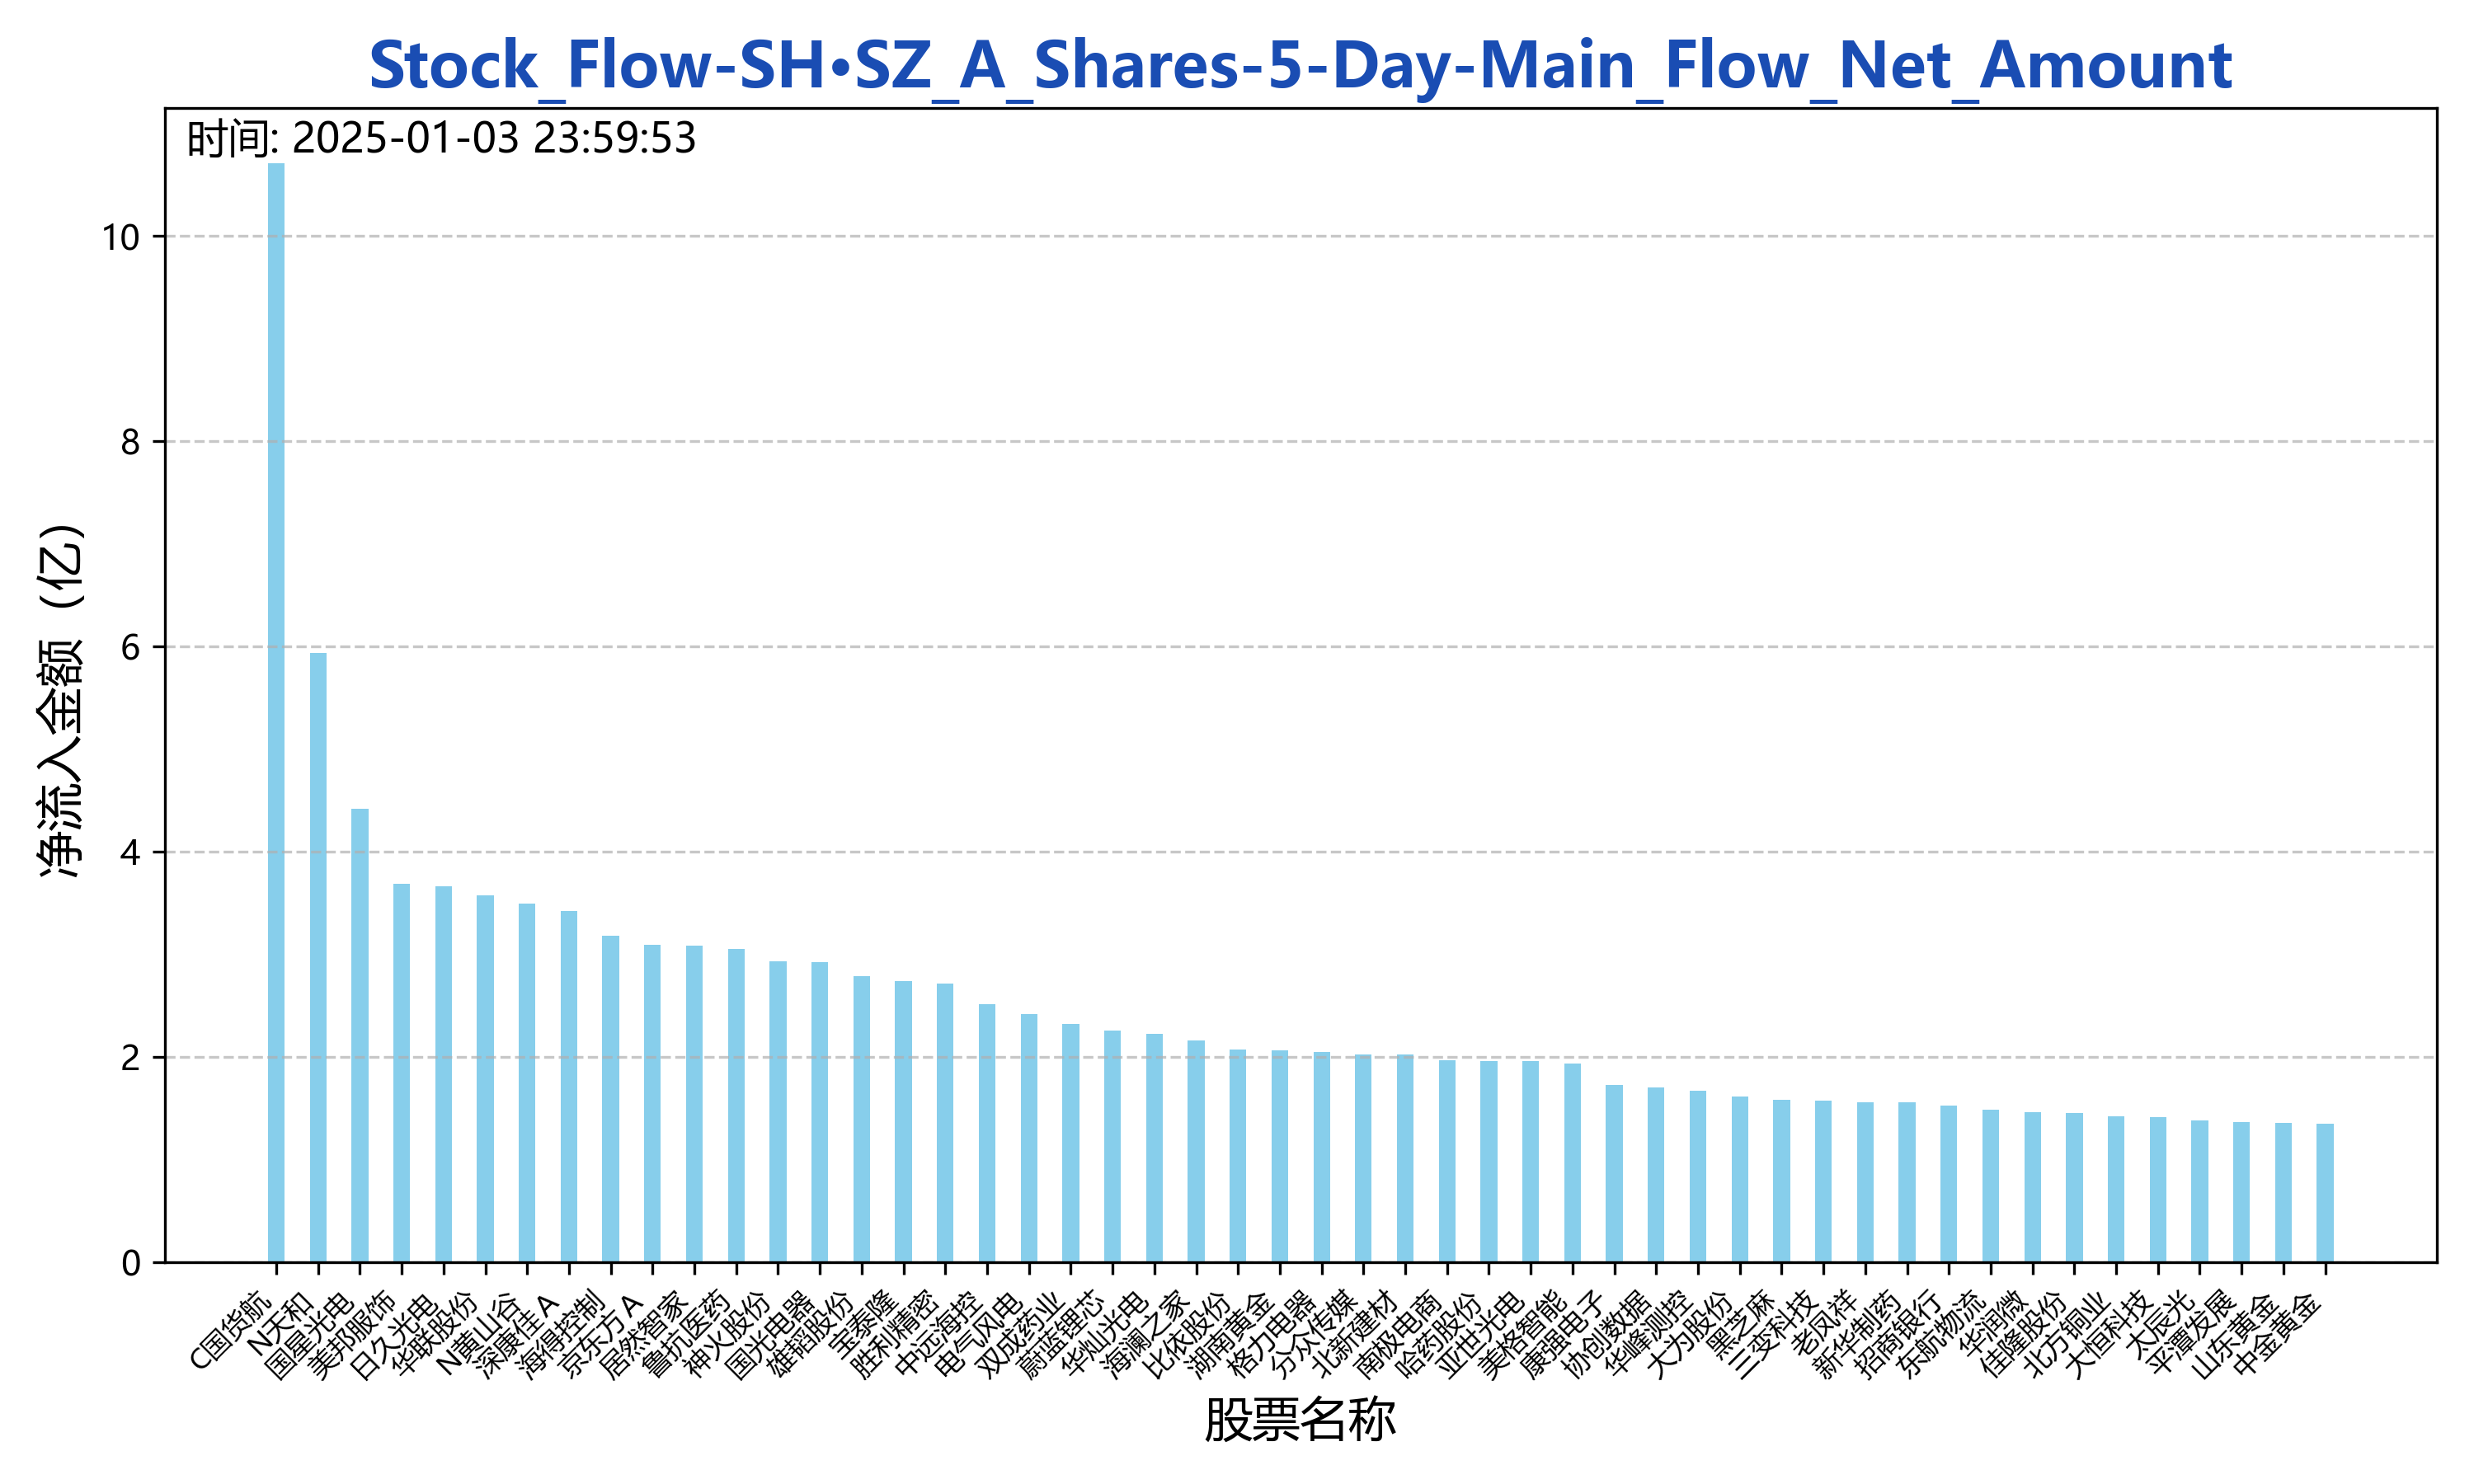 Stock_Flow-SH•SZ_A_Shares-5-Day-Main_Flow_Net_Amount
时间: 2025-01-03 23:59:53
净流入金额（亿）
10
8
6
4
2
0
C国货航
N天和
国星光电
美邦服饰
日久光电
华联股份
N黄山谷
深康佳Ａ
海得控制
京东方Ａ
居然智家
鲁抗医药
神火股份
国光电器
雄韬股份
宝泰隆
胜利精密
中远海控
电气风电
双成药业
蔚蓝锂芯
华灿光电
海澜之家
比依股份
湖南黄金
格力电器
分众传媒
北新建材
南极电商
哈药股份
亚世光电
美格智能
康强电子
协创数据
华峰测控
大为股份
黑芝麻
三变科技
老凤祥
新华制药
招商银行
东航物流
华润微
佳隆股份
北方铜业
大恒科技
太辰光
平潭发展
山东黄金
中金黄金
股票名称